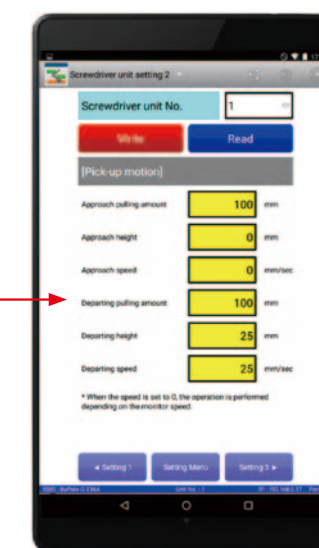 Screwdriver unit setting 2
Screwdriver unit No. 1
Write Read
[Pick-up motion]
Approach pulling amount 100 mm
Approach height 0 mm
Approach speed 0 mm/sec
Departing pulling amount 100 mm
Departing height 25 mm
Departing speed 25 mm/sec
* When the speed is set to 0, the operation is performed
depending on the monitor speed.
◄ Setting 1 Setting Menu Setting 3 ►
Unit No. : 1